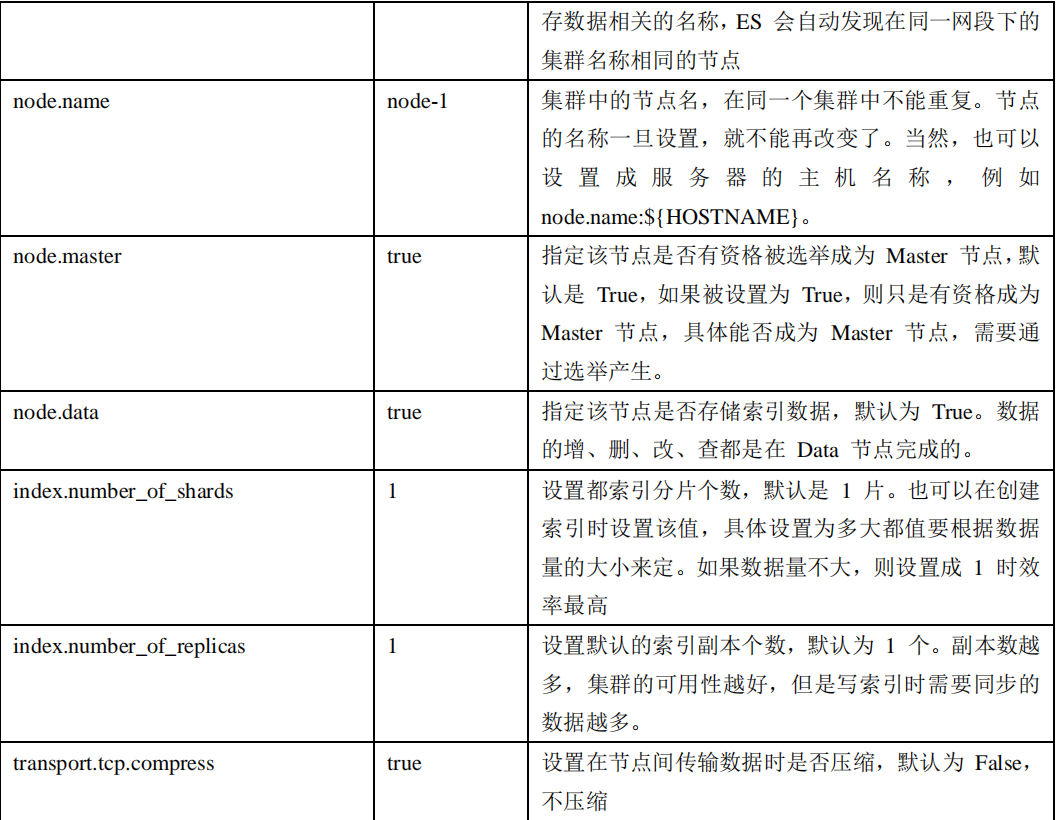 存数据相关的名称，ES 会自动发现在同一网段下的
集群名称相同的节点
node.name
node-1
集群中的节点名，在同一个集群中不能重复。节点
的名称一旦设置，就不能再改变了。当然，也可以
设置成服务器的主机名称，例如
node.name:${HOSTNAME}。
node.master
true
指定该节点是否有资格被选举成为 Master 节点，默
认是 True，如果被设置为 True，则只是有资格成为
Master 节点，具体能否成为 Master 节点，需要通
过选举产生。
node.data
true
指定该节点是否存储索引数据，默认为 True。数据
的增、删、改、查都是在 Data 节点完成的。
index.number_of_shards
1
设置都索引分片个数，默认是 1 片。也可以在创建
索引时设置该值，具体设置为多大都值要根据数据
量的大小来定。如果数据量不大，则设置成 1 时效
率最高
index.number_of_replicas
1
设置默认的索引副本个数，默认为 1 个。副本数越
多，集群的可用性越好，但是写索引时需要同步的
数据越多。
transport.tcp.compress
true
设置在节点间传输数据时是否压缩，默认为 False，
不压缩